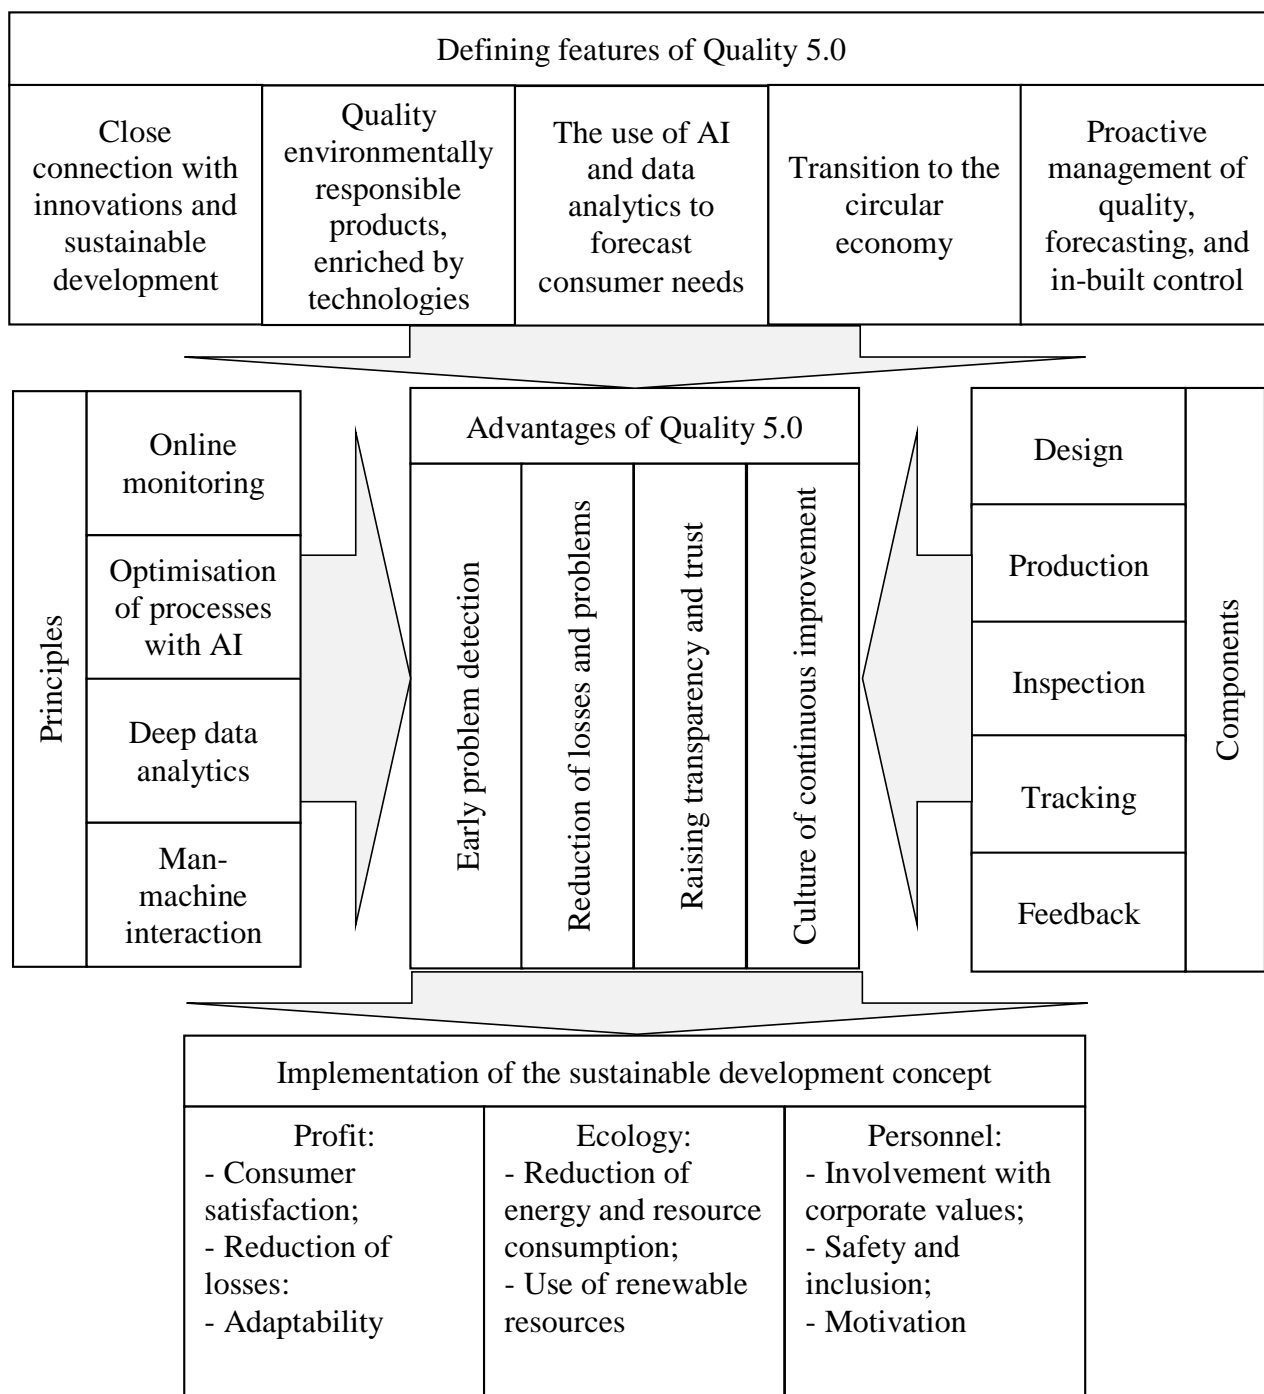 Defining features of Quality 5.0
Close
connection with
innovations and
sustainable
development
Quality
environmentally
responsible
products,
enriched by
technologies
The use of AI
and data
analytics to
forecast
consumer needs
Transition to the
circular
economy
Proactive
management of
quality,
forecasting, and
in-built control
Principles
Online
monitoring
Optimisation
of processes
with AI
Deep data
analytics
Man-
machine
interaction
Advantages of Quality 5.0
Early problem detection
Reduction of losses and problems
Raising transparency and trust
Culture of continuous improvement
Design
Production
Inspection
Tracking
Feedback
Components
Implementation of the sustainable development concept
Profit:
- Consumer
satisfaction;
- Reduction of
losses:
- Adaptability
Ecology:
- Reduction of
energy and resource
consumption;
- Use of renewable
resources
Personnel:
- Involvement with
corporate values;
- Safety and
inclusion;
- Motivation